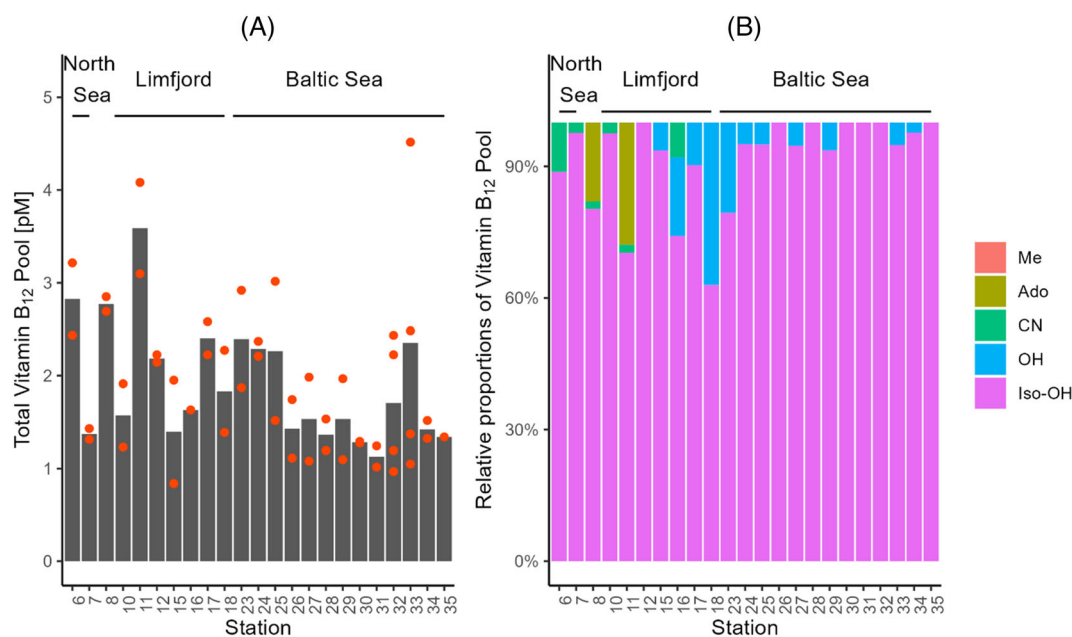 (A)
North
Sea
Limfjord
Baltic Sea
Total Vitamin B₁₂ Pool [pM]
5
4
3
2
1
0
6 7 8 10 11 12 15 16 17 18 23 24 25 26 27 28 29 30 31 32 33 34 35
Station
(B)
North
Sea
Limfjord
Baltic Sea
Relative proportions of Vitamin B₁₂ Pool
90%
60%
30%
0%
6 7 8 10 11 12 15 16 17 18 23 24 25 26 27 28 29 30 31 32 33 34 35
Station
Me
Ado
CN
OH
Iso-OH